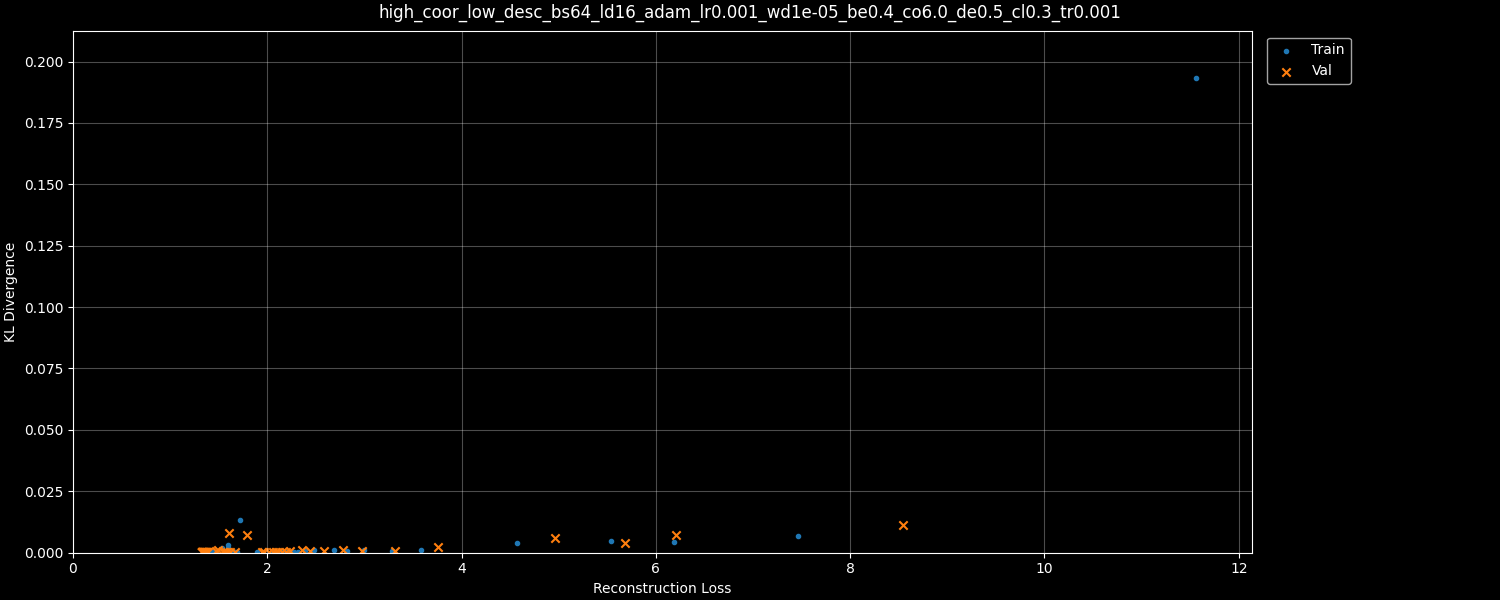 high_coor_low_desc_bs64_ld16_adam_lr0.001_wd1e-05_be0.4_co6.0_de0.5_cl0.3_tr0.001
Train
Val
0.200
0.175
0.150
0.125
0.100
0.075
0.050
0.025
0.000
KL Divergence
0 2 4 6 8 10 12
Reconstruction Loss